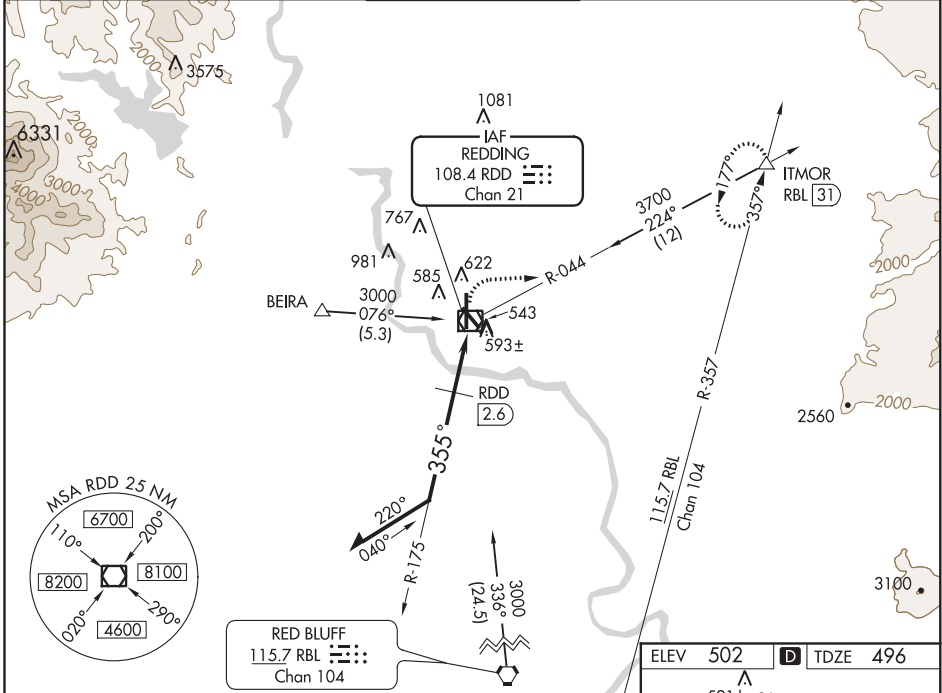 2000
3575
6331
2000
3000
4000
1081
IAF
REDDING
108.4 RDD
Chan 21
ITMOR
RBL 31
177°
357°
3700
224°
(12)
R-044
767
981
585
622
BEIRA
3000
076°
(5.3)
543
593±
2000
RDD
2.6
R-357
2560
2000
355°
115.7 RBL
Chan 104
MSA RDD 25 NM
6700
110°
200°
8200
8100
020°
290°
4600
220°
040°
R-175
3000
336°
(24.5)
3100
RED BLUFF
115.7 RBL
Chan 104
ELEV 502
D
TDZE 496